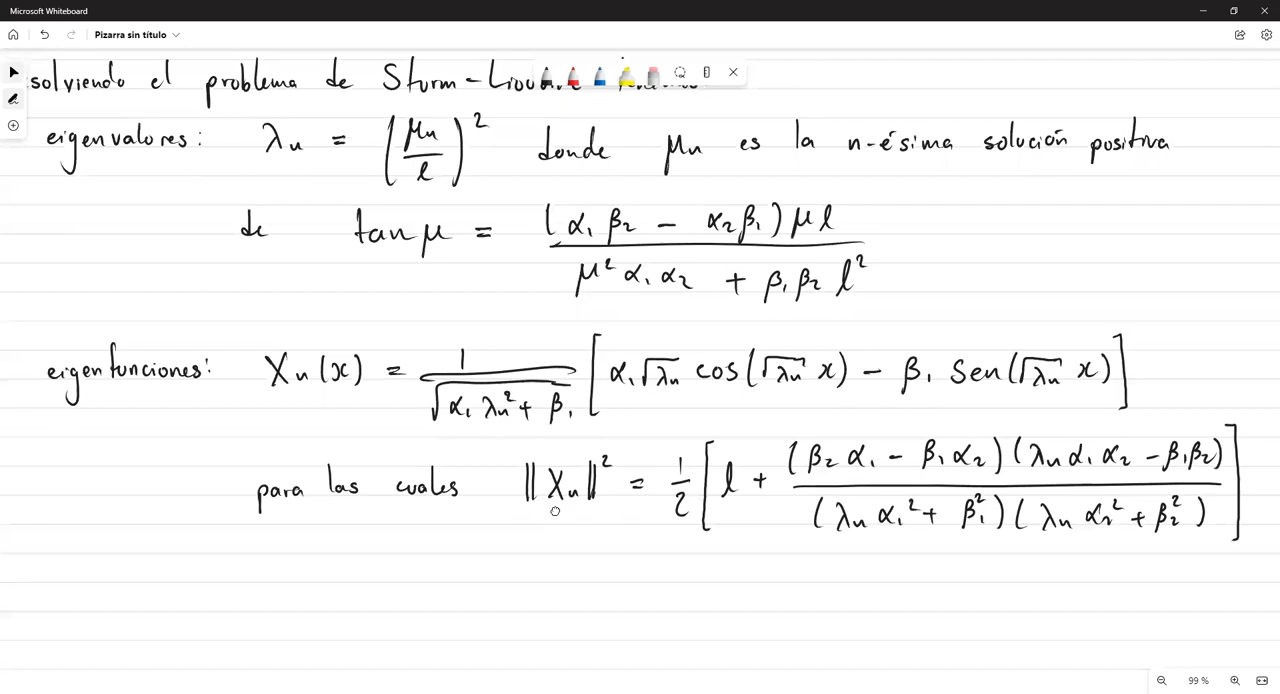 Microsoft Whiteboard
Pizarra sin título
solviendo el problema de Sturm-Liouv
eigenvalores: λn = (μn/l)^2 donde μn es la n-ésima solución positiva
de tan μ = (α1 β2 - α2 β1) μ l / (μ² α1 α2 + β1 β2 l²)
eigenfunciones: Xn(x) = 1/√(α1 λn² + β1) [α1 √λn cos(√λn x) - β1 sen(√λn x)]
para las cuales ||Xn||² = 1/2 [l + (β2 α1 - β1 α2)(λn α1 α2 - β1 β2) / (λn α1² + β1²)(λn α2² + β2²)]
99 %